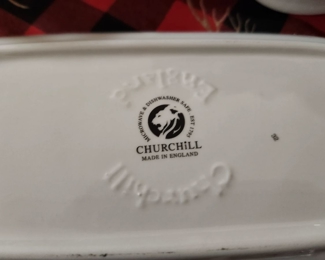 England
MICROWAVE & DISHWASHER SAFE EST 1795
CHURCHiLL
MADE IN ENGLAND
Churchill